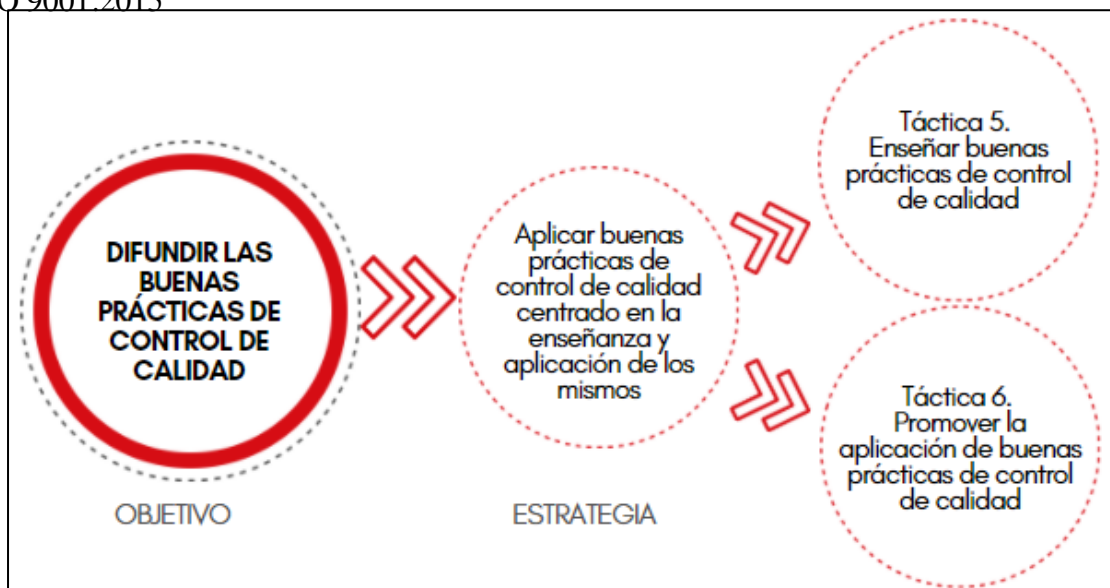 O 9001:2015
DIFUNDIR LAS
BUENAS
PRÁCTICAS DE
CONTROL DE
CALIDAD
OBJETIVO
Aplicar buenas
prácticas de
control de calidad
centrado en la
enseñanza y
aplicación de los
mismos
ESTRATEGIA
Táctica 5.
Enseñar buenas
prácticas de control
de calidad
Táctica 6.
Promover la
aplicación de buenas
prácticas de control
de calidad